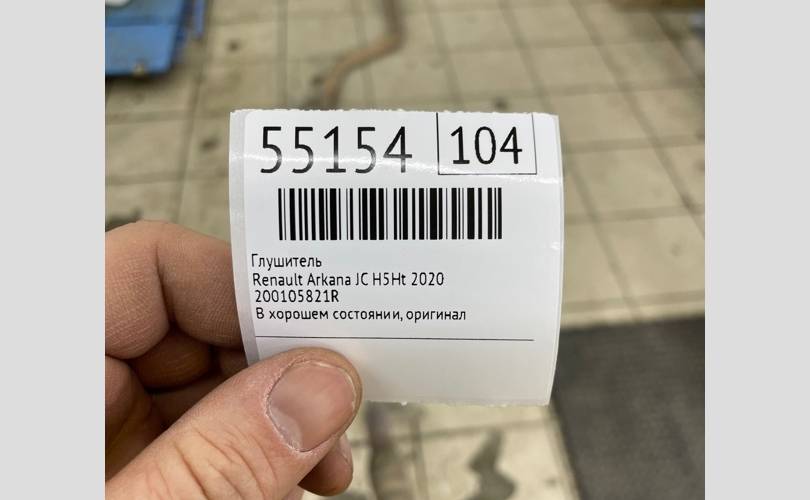 55154 104
Глушитель
Renault Arkana JC H5Ht 2020
200105821R
В хорошем состоянии, оригинал